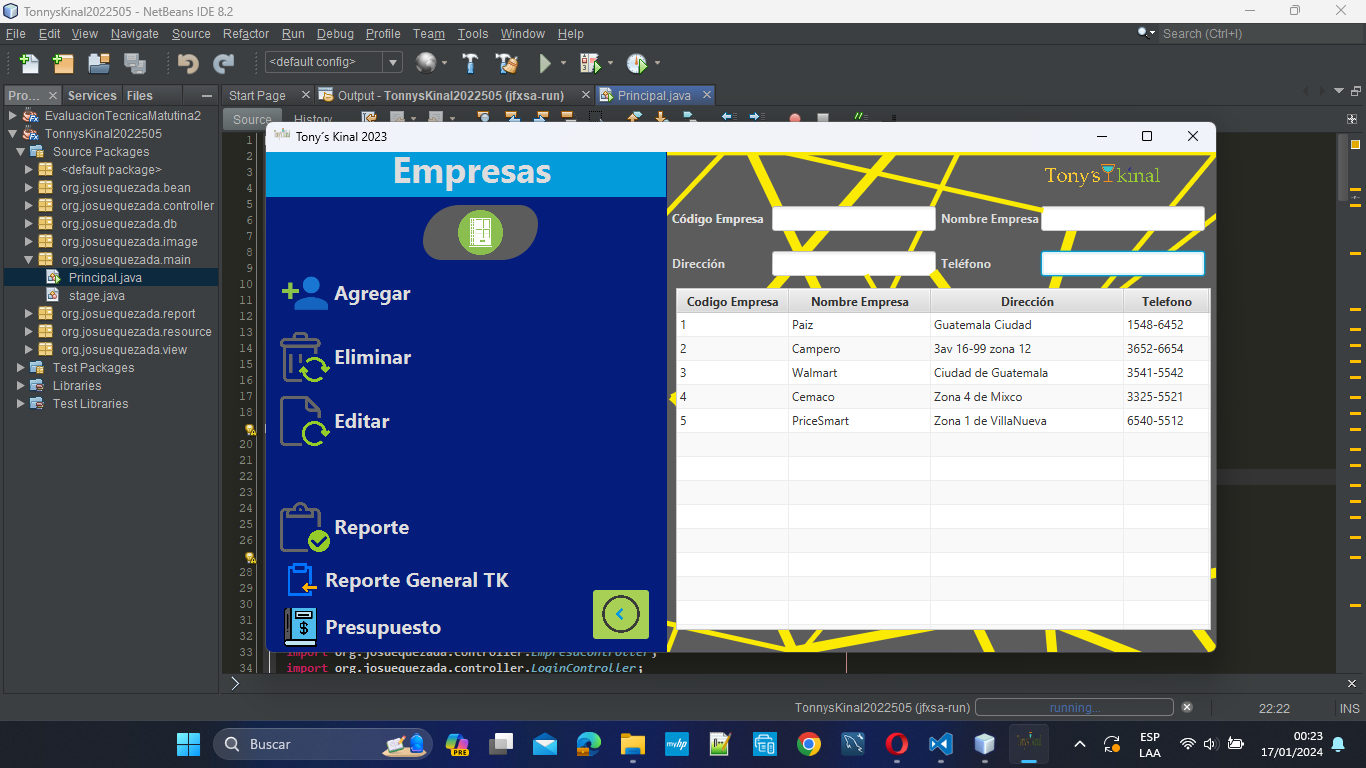 TonnysKinal2022505 - NetBeans IDE 8.2
File Edit View Navigate Source Refactor Run Debug Profile Team Tools Window Help
Search (Ctrl+I)
<default config>
Pro... Services Files
Start Page Output - TonnysKinal2022505 (jfxsa-run) Principal.java
Source History
EvaluacionTecnicaMatutina2
TonnysKinal2022505
Source Packages
<default package>
org.josuequezada.bean
org.josuequezada.controller
org.josuequezada.db
org.josuequezada.image
org.josuequezada.main
Principal.java
stage.java
org.josuequezada.report
org.josuequezada.resource
org.josuequezada.view
Test Packages
Libraries
Test Libraries
1
2
3
4
5
6
7
8
9
10
11
12
13
14
15
16
17
18
20
21
22
23
24
25
26
28
29
30
31
32
33
34
Tony´s Kinal 2023
Empresas
Agregar
Eliminar
Editar
Reporte
Reporte General TK
Presupuesto
Tony's kinal
Código Empresa Nombre Empresa
Dirección Teléfono
Codigo Empresa Nombre Empresa Dirección Telefono
1 Paiz Guatemala Ciudad 1548-6452
2 Campero 3av 16-99 zona 12 3652-6654
3 Walmart Ciudad de Guatemala 3541-5542
4 Cemaco Zona 4 de Mixco 3325-5521
5 PriceSmart Zona 1 de VillaNueva 6540-5512
import org.josuequezada.controller.EmpresaController;
import org.josuequezada.controller.LoginController;
TonnysKinal2022505 (jfxsa-run) running... 22:22 INS
Buscar
PRE
myhp
ESP
LAA
00:23
17/01/2024